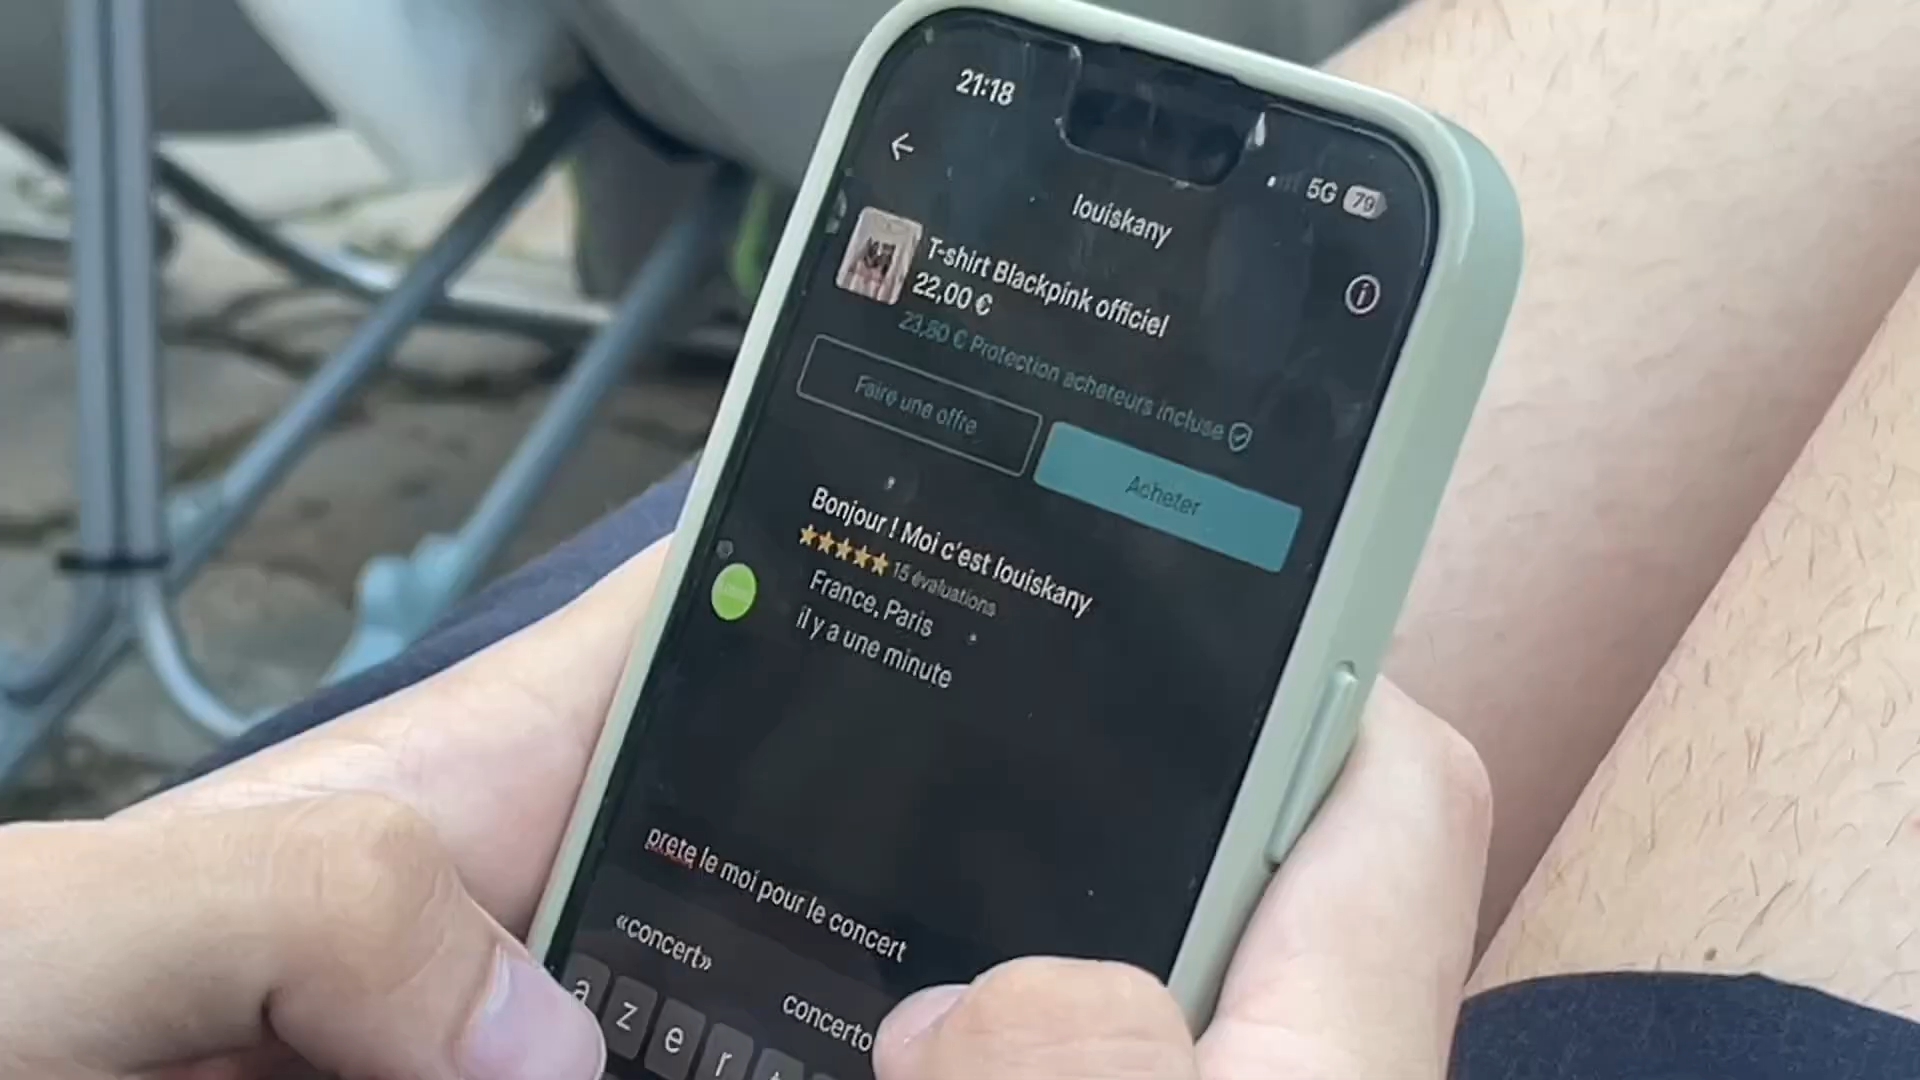 21:18
5G 79
louiskany
T-shirt Blackpink officiel
22,00 €
23,80 € Protection acheteurs incluse
Faire une offre
Acheter
Bonjour ! Moi c'est louiskany
15 évaluations
France, Paris
il y a une minute
prete le moi pour le concert
«concert»
concerto
a z e r